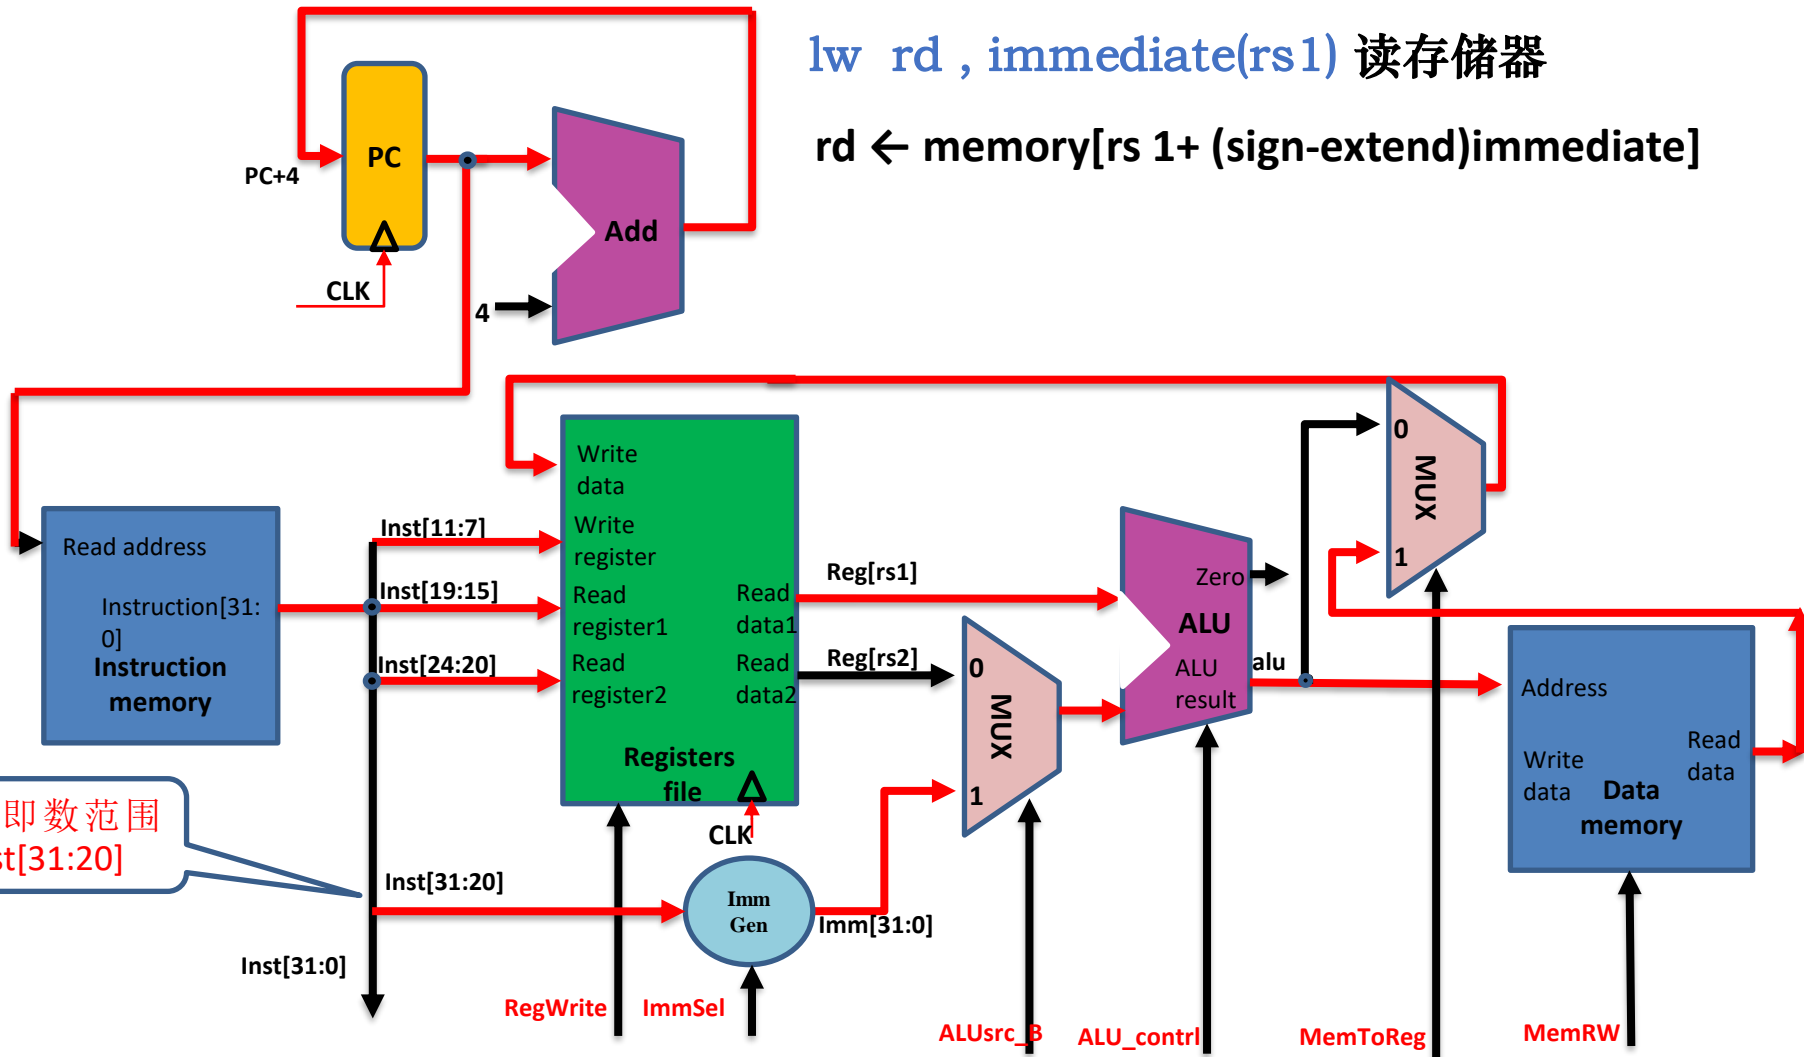 lw rd , immediate(rs1) 读存储器
rd ← memory[rs 1+ (sign-extend)immediate]
PC
PC+4
Add
CLK
4
Write
data
Write
register
Read
register1
Read
register2
Read
data1
Read
data2
Registers
file
CLK
Read address
Instruction[31:
0]
Instruction
memory
Inst[11:7]
Inst[19:15]
Inst[24:20]
Reg[rs1]
Reg[rs2]
0
MUX
1
Zero
ALU
ALU
result
alu
0
MUX
1
Address
Write
data
Read
data
Data
memory
即数范围
st[31:20]
Inst[31:20]
Imm
Gen
Imm[31:0]
Inst[31:0]
RegWrite
ImmSel
ALUsrc_B
ALU_contrl
MemToReg
MemRW